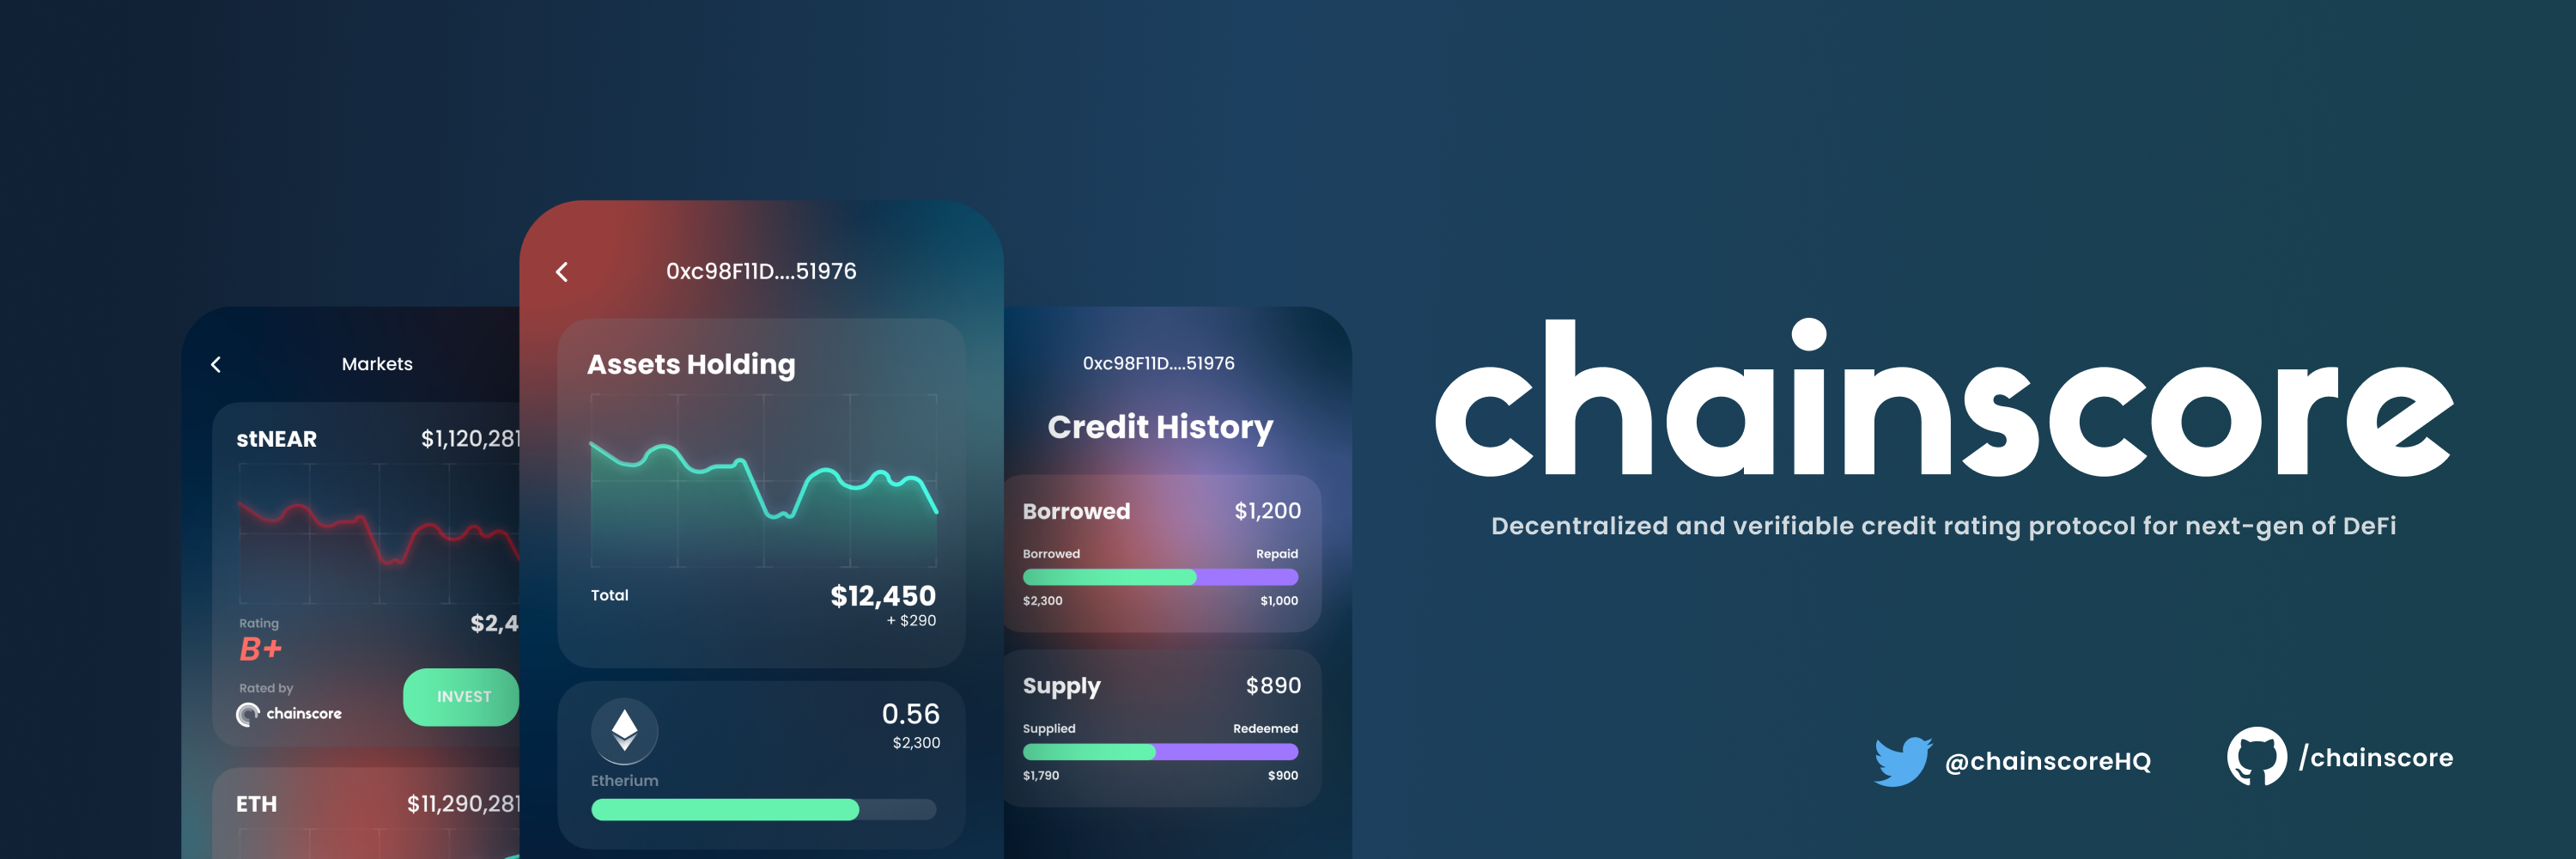 Markets
stNEAR $1,120,281
Rating
B+
$2,4
Rated by
chainscore
INVEST
ETH $11,290,281
0xc98F11D....51976
Assets Holding
Total $12,450
+ $290
0.56
$2,300
Etherium
0xc98F11D....51976
Credit History
Borrowed $1,200
Borrowed Repaid
$2,300 $1,000
Supply $890
Supplied Redeemed
$1,790 $900
chainscore
Decentralized and verifiable credit rating protocol for next-gen of DeFi
@chainscoreHQ /chainscore